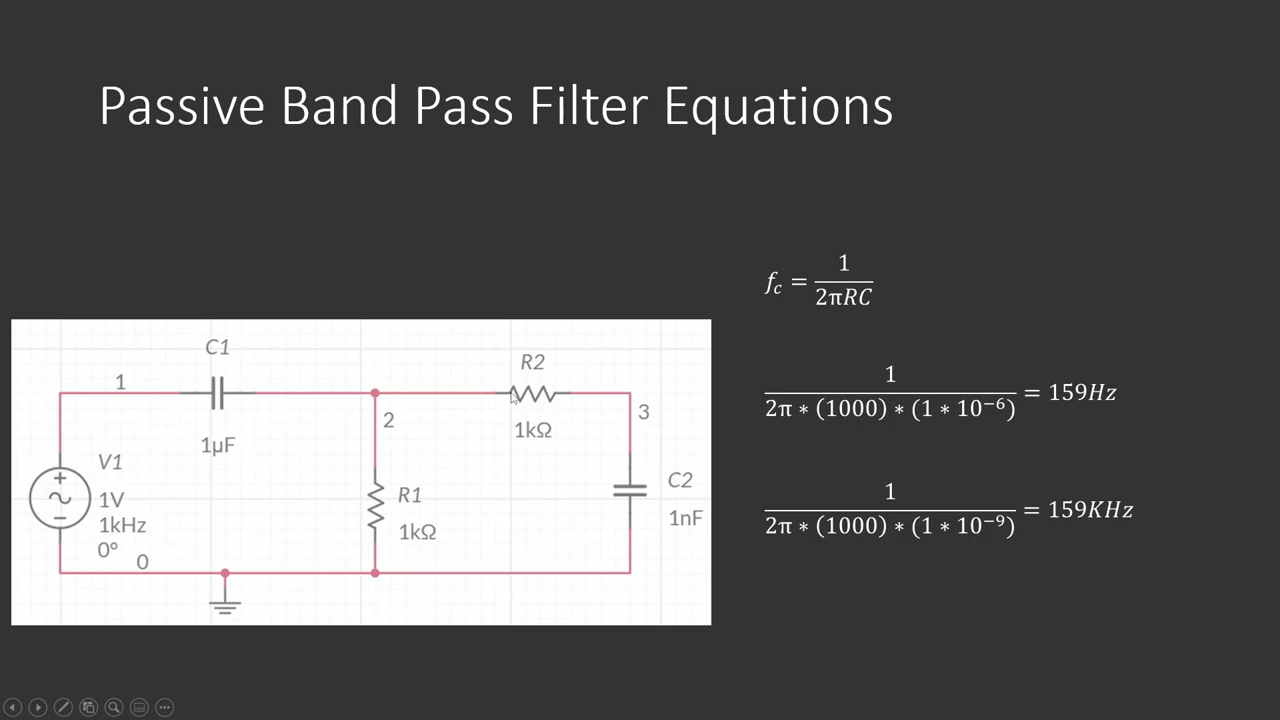 Passive Band Pass Filter Equations
f_c = 1 / 2πRC
1 / 2π * (1000) * (1 * 10^−6) = 159Hz
1 / 2π * (1000) * (1 * 10^−9) = 159KHz
C1
1
1µF
2
R2
1kΩ
3
V1
+
−
1V
1kHz
0°
0
R1
1kΩ
C2
1nF